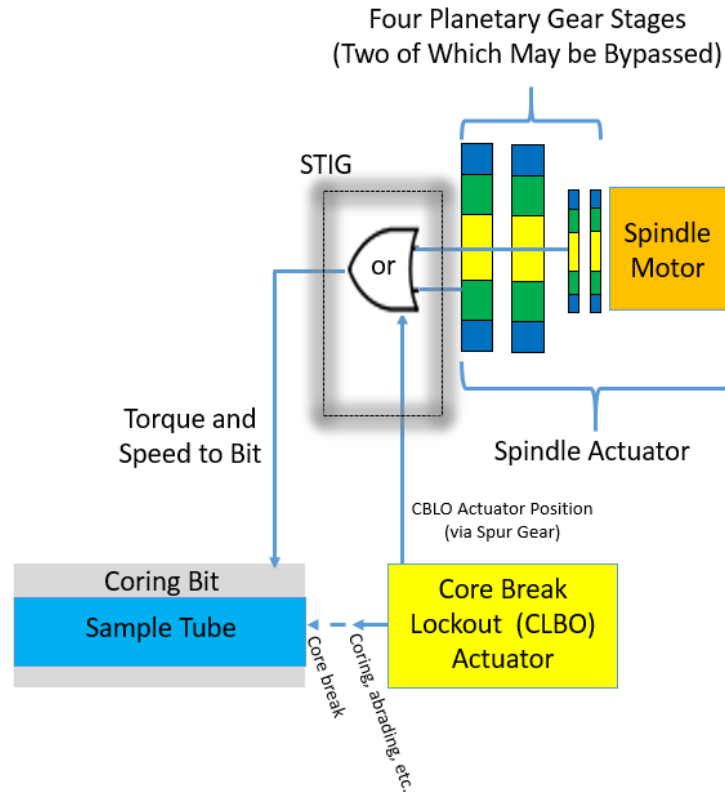 Four Planetary Gear Stages
(Two of Which May be Bypassed)
STIG
or
Spindle
Motor
Torque and
Speed to Bit
Spindle Actuator
CBLO Actuator Position
(via Spur Gear)
Coring Bit
Sample Tube
Core Break
Lockout (CLBO)
Actuator
Core break
Coring, abrading, etc.